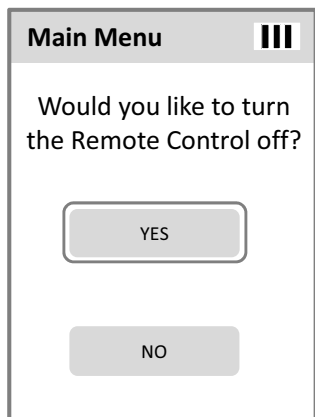 Main Menu
Would you like to turn
the Remote Control off?
YES
NO